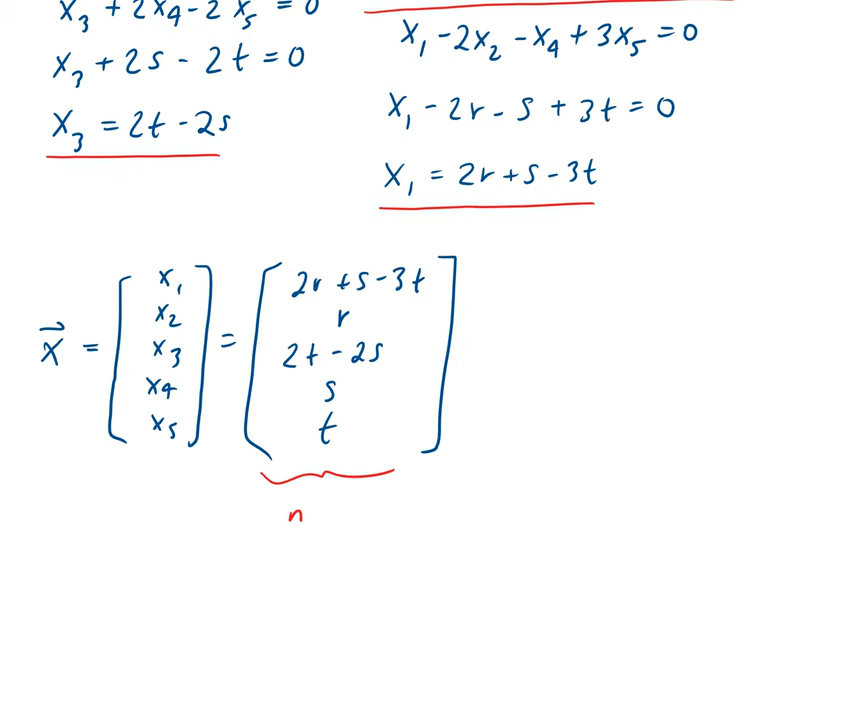 x₃ + 2x₄ - 2x₅ = 0
x₃ + 2s - 2t = 0
x₃ = 2t - 2s
x₁ - 2x₂ - x₄ + 3x₅ = 0
x₁ - 2r - s + 3t = 0
x₁ = 2r + s - 3t
x⃗ = [x₁ x₂ x₃ x₄ x₅] = [2r + s - 3t
r
2t - 2s
s
t]
n